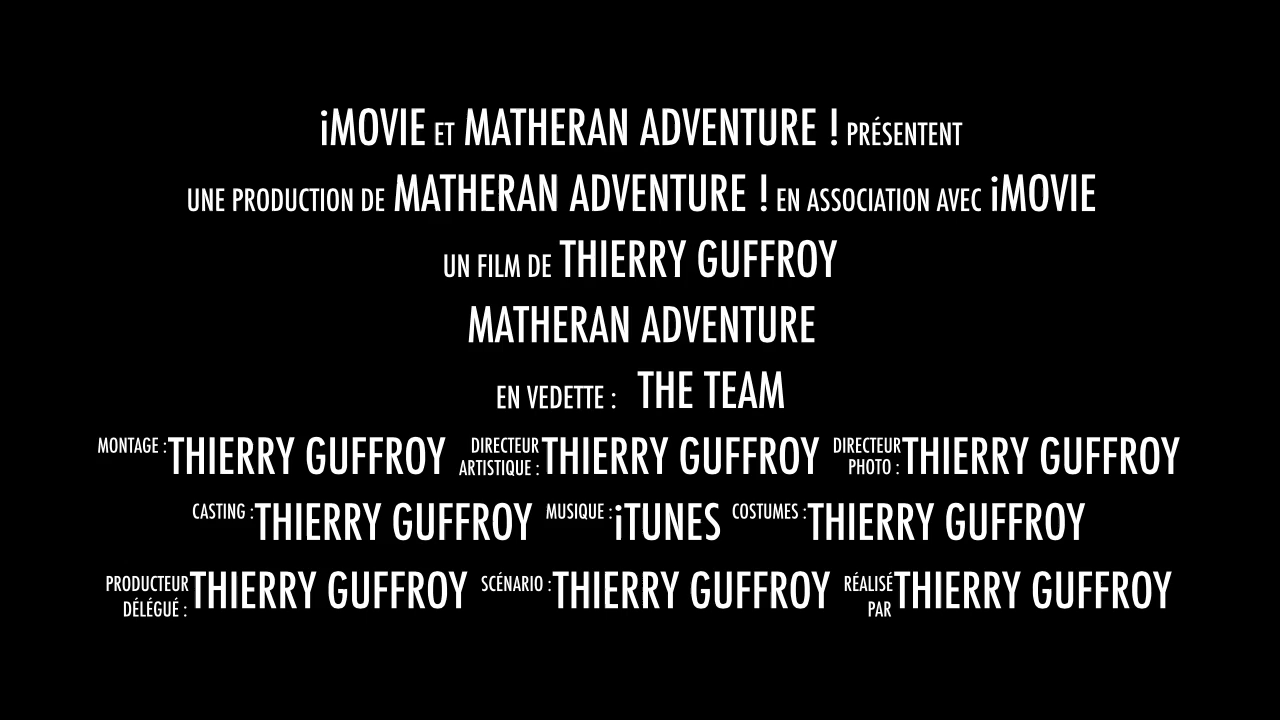 iMOVIE ET MATHERAN ADVENTURE ! PRÉSENTENT
UNE PRODUCTION DE MATHERAN ADVENTURE ! EN ASSOCIATION AVEC iMOVIE
UN FILM DE THIERRY GUFFROY
MATHERAN ADVENTURE
EN VEDETTE : THE TEAM
MONTAGE : THIERRY GUFFROY DIRECTEUR ARTISTIQUE : THIERRY GUFFROY DIRECTEUR PHOTO : THIERRY GUFFROY
CASTING : THIERRY GUFFROY MUSIQUE : iTUNES COSTUMES : THIERRY GUFFROY
PRODUCTEUR DÉLÉGUÉ : THIERRY GUFFROY SCÉNARIO : THIERRY GUFFROY RÉALISÉ PAR THIERRY GUFFROY